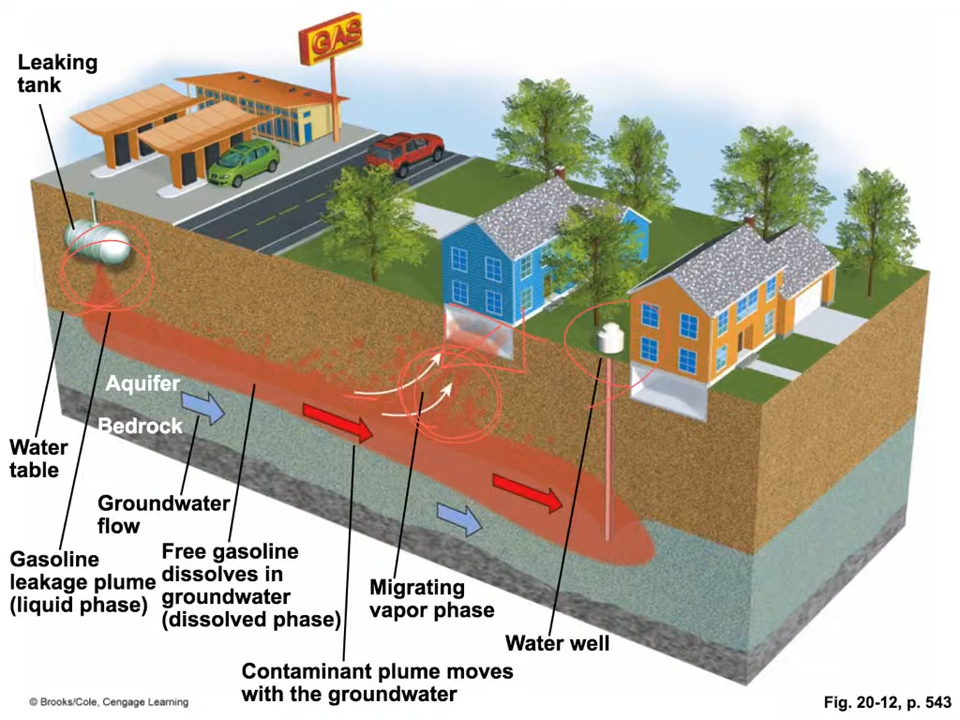 GAS
Leaking
tank
Aquifer
Bedrock
Water
table
Groundwater
flow
Gasoline
leakage plume
(liquid phase)
Free gasoline
dissolves in
groundwater
(dissolved phase)
Migrating
vapor phase
Water well
Contaminant plume moves
with the groundwater
© Brooks/Cole, Cengage Learning
Fig. 20-12, p. 543